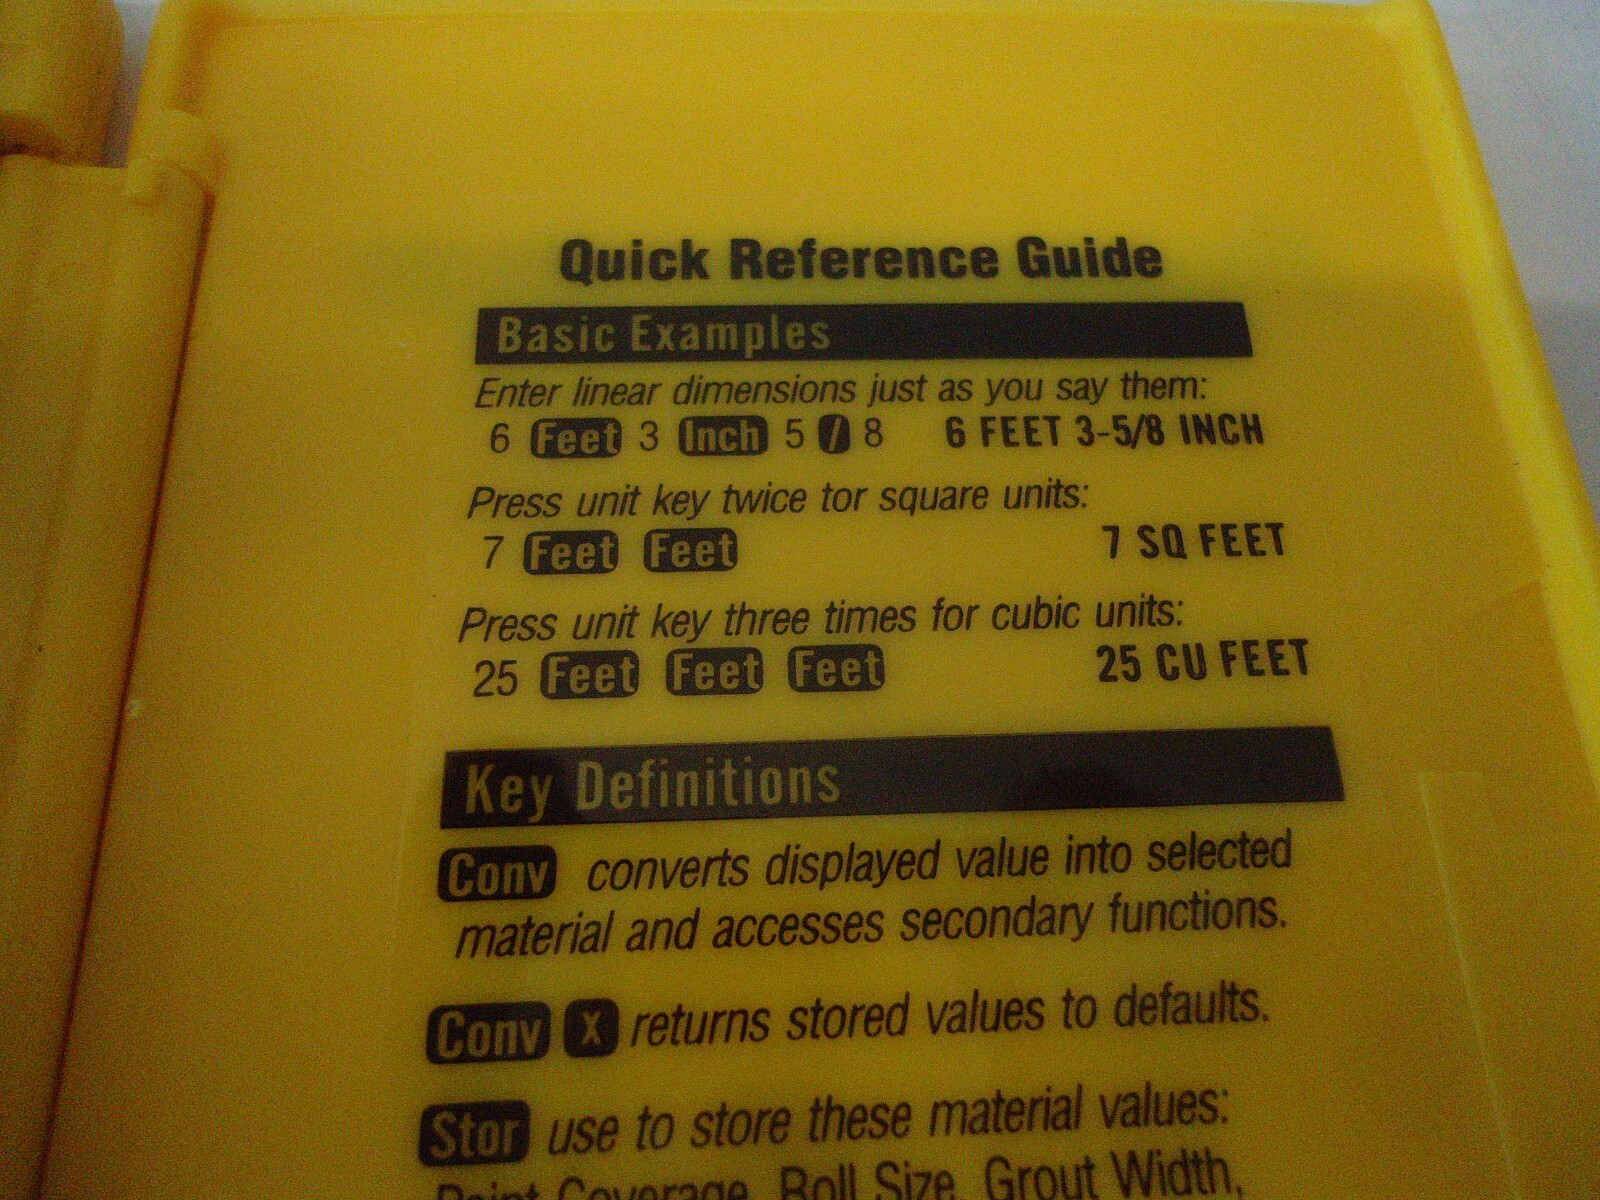 Quick Reference Guide
Basic Examples
Enter linear dimensions just as you say them:
6 Feet 3 Inch 5 / 8 6 FEET 3-5/8 INCH
Press unit key twice tor square units:
7 Feet Feet 7 SQ FEET
Press unit key three times for cubic units:
25 Feet Feet Feet 25 CU FEET
Key Definitions
Conv converts displayed value into selected
material and accesses secondary functions.
Conv X returns stored values to defaults.
Stor use to store these material values:
Paint Coverage, Roll Size, Grout Width,